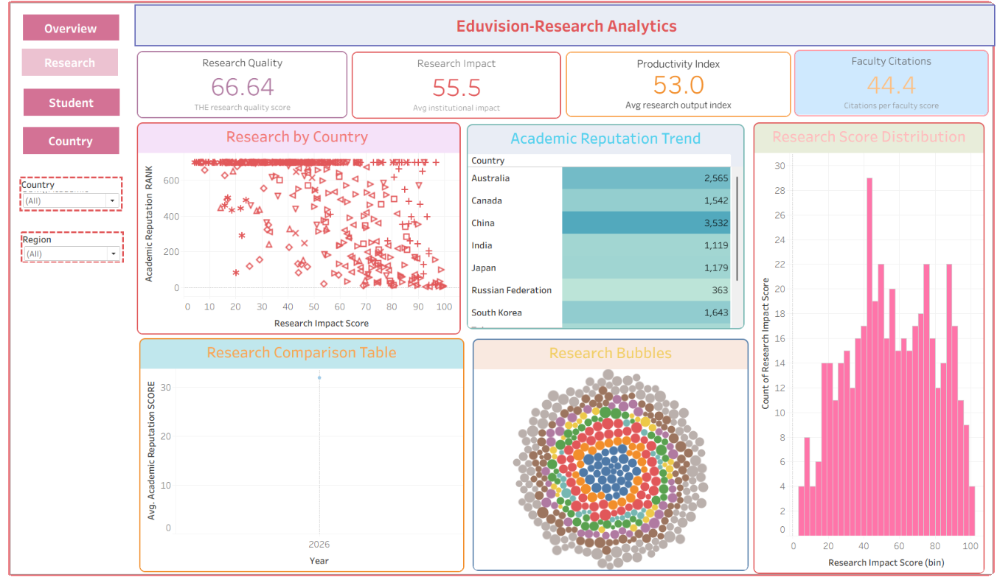 Eduvision-Research Analytics
Overview
Research
Student
Country
Country
(All)
Region
(All)
Research Quality
66.64
THE research quality score
Research Impact
55.5
Avg institutional impact
Productivity Index
53.0
Avg research output index
Faculty Citations
44.4
Citations per faculty score
Research by Country
Academic Reputation RANK
600
400
200
0
0 10 20 30 40 50 60 70 80 90 100
Research Impact Score
Academic Reputation Trend
Country
Australia 2,565
Canada 1,542
China 3,532
India 1,119
Japan 1,179
Russian Federation 363
South Korea 1,643
Research Score Distribution
Count of Research Impact Score
30
28
26
24
22
20
18
16
14
12
10
8
6
4
2
0
0 20 40 60 80 100
Research Impact Score (bin)
Research Comparison Table
Avg. Academic Reputation SCORE
30
20
10
0
2026
Year
Research Bubbles